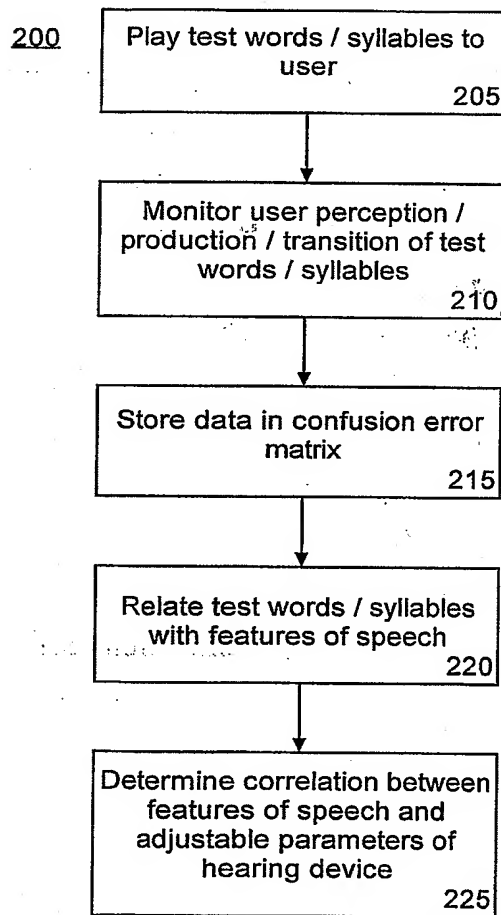 200
Play test words / syllables to
user
205
Monitor user perception /
production / transition of test
words / syllables
210
Store data in confusion error
matrix
215
Relate test words / syllables
with features of speech
220
Determine correlation between
features of speech and
adjustable parameters of
hearing device
225